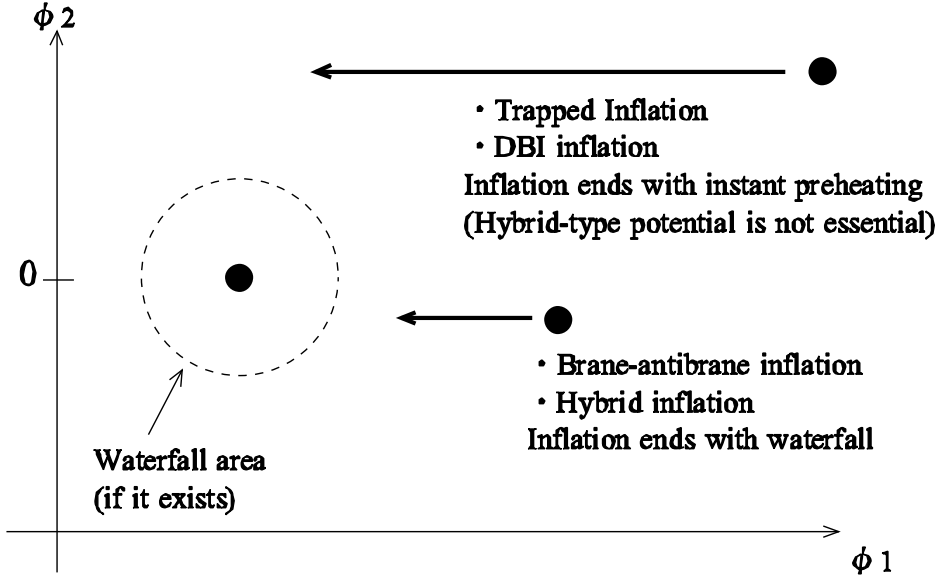 ϕ2
・Trapped Inflation
・DBI inflation
Inflation ends with instant preheating
(Hybrid-type potential is not essential)
0
・Brane-antibrane inflation
・Hybrid inflation
Inflation ends with waterfall
Waterfall area
(if it exists)
ϕ1